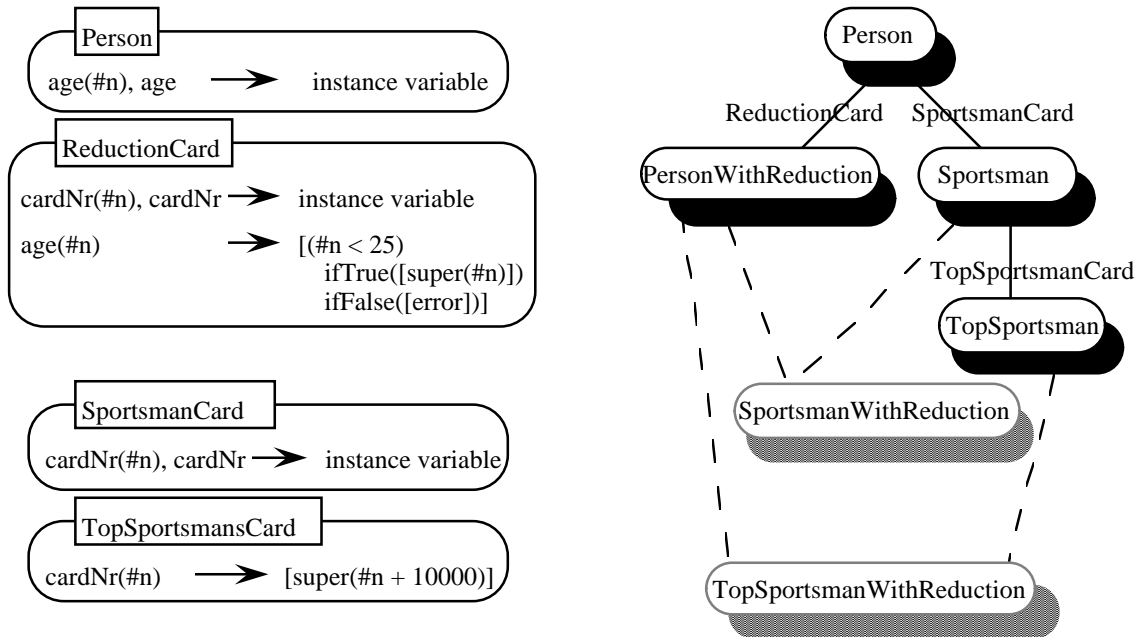 Person
age(#n), age instance variable
ReductionCard
cardNr(#n), cardNr instance variable
age(#n) [(#n < 25)
ifTrue([super(#n)])
ifFalse([error])]
SportsmanCard
cardNr(#n), cardNr instance variable
TopSportsmansCard
cardNr(#n) [super(#n + 10000)]
Person
ReductionCard SportsmanCard
PersonWithReduction Sportsman
TopSportsmanCard
TopSportsman
SportsmanWithReduction
TopSportsmanWithReduction